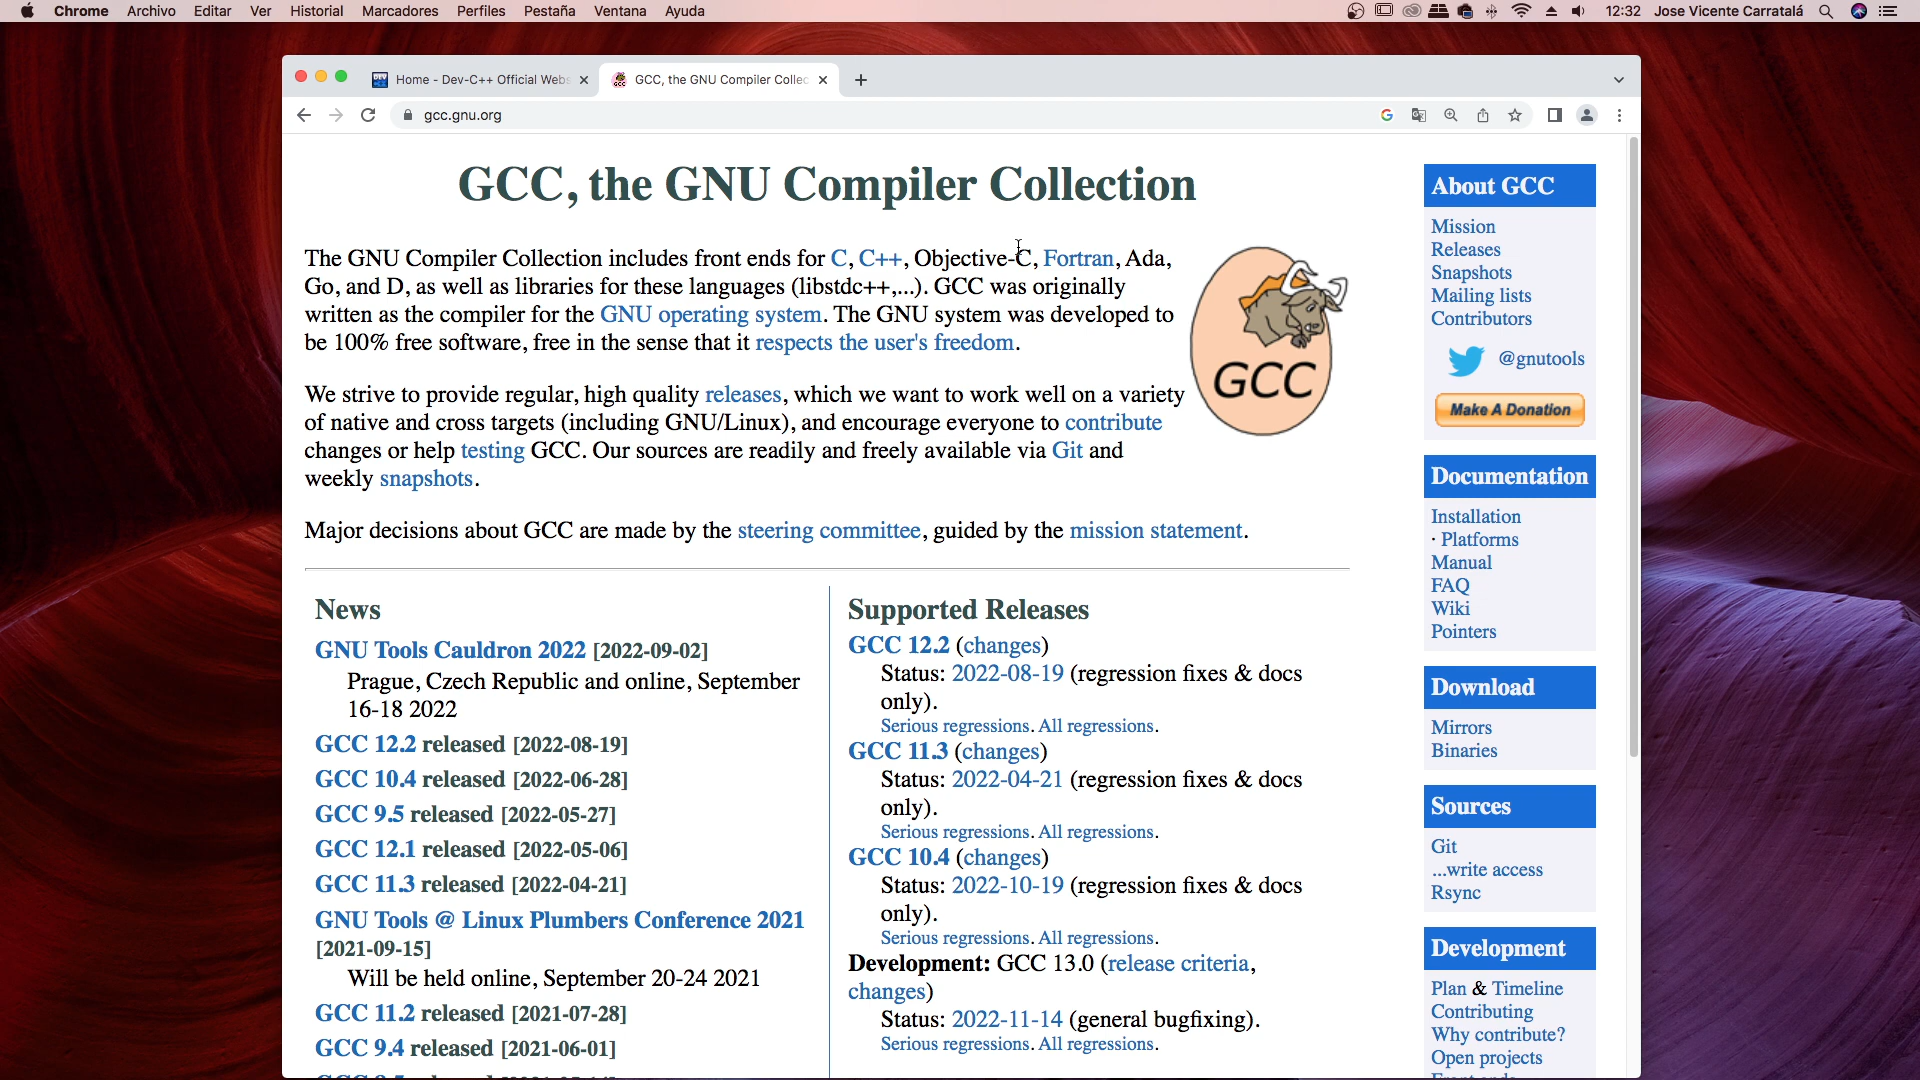 Chrome Archivo Editar Ver Historial Marcadores Perfiles Pestaña Ventana Ayuda
12:32 Jose Vicente Carratalá
Home - Dev-C++ Official Webs
GCC, the GNU Compiler Collec
gcc.gnu.org
GCC, the GNU Compiler Collection
The GNU Compiler Collection includes front ends for C, C++, Objective-C, Fortran, Ada,
Go, and D, as well as libraries for these languages (libstdc++,...). GCC was originally
written as the compiler for the GNU operating system. The GNU system was developed to
be 100% free software, free in the sense that it respects the user's freedom.
GCC
We strive to provide regular, high quality releases, which we want to work well on a variety
of native and cross targets (including GNU/Linux), and encourage everyone to contribute
changes or help testing GCC. Our sources are readily and freely available via Git and
weekly snapshots.
Major decisions about GCC are made by the steering committee, guided by the mission statement.
News
GNU Tools Cauldron 2022 [2022-09-02]
Prague, Czech Republic and online, September
16-18 2022
GCC 12.2 released [2022-08-19]
GCC 10.4 released [2022-06-28]
GCC 9.5 released [2022-05-27]
GCC 12.1 released [2022-05-06]
GCC 11.3 released [2022-04-21]
GNU Tools @ Linux Plumbers Conference 2021
[2021-09-15]
Will be held online, September 20-24 2021
GCC 11.2 released [2021-07-28]
GCC 9.4 released [2021-06-01]
Supported Releases
GCC 12.2 (changes)
Status: 2022-08-19 (regression fixes & docs
only).
Serious regressions. All regressions.
GCC 11.3 (changes)
Status: 2022-04-21 (regression fixes & docs
only).
Serious regressions. All regressions.
GCC 10.4 (changes)
Status: 2022-10-19 (regression fixes & docs
only).
Serious regressions. All regressions.
Development: GCC 13.0 (release criteria,
changes)
Status: 2022-11-14 (general bugfixing).
Serious regressions. All regressions.
About GCC
Mission
Releases
Snapshots
Mailing lists
Contributors
@gnutools
Make A Donation
Documentation
Installation
· Platforms
Manual
FAQ
Wiki
Pointers
Download
Mirrors
Binaries
Sources
Git
...write access
Rsync
Development
Plan & Timeline
Contributing
Why contribute?
Open projects